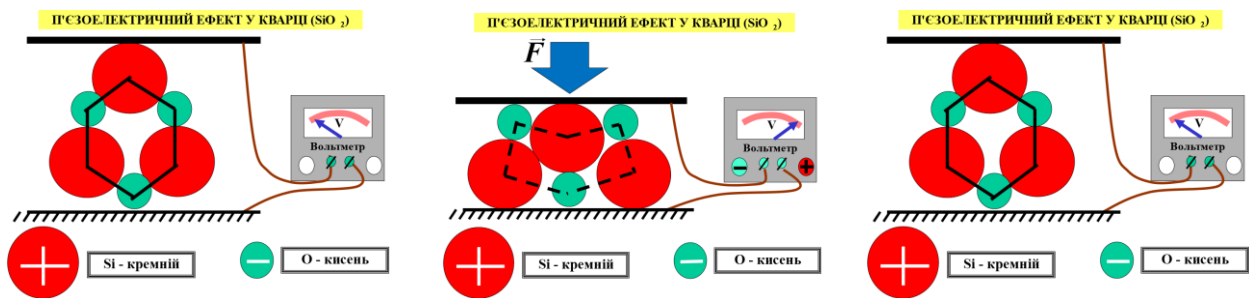 П'ЄЗОЕЛЕКТРИЧНИЙ ЕФЕКТ У КВАРЦІ (SiO 2)
V
Вольтметр
Si - кремній
O - кисень
П'ЄЗОЕЛЕКТРИЧНИЙ ЕФЕКТ У КВАРЦІ (SiO 2)
F
V
Вольтметр
Si - кремній
O - кисень
П'ЄЗОЕЛЕКТРИЧНИЙ ЕФЕКТ У КВАРЦІ (SiO 2)
V
Вольтметр
Si - кремній
O - кисень